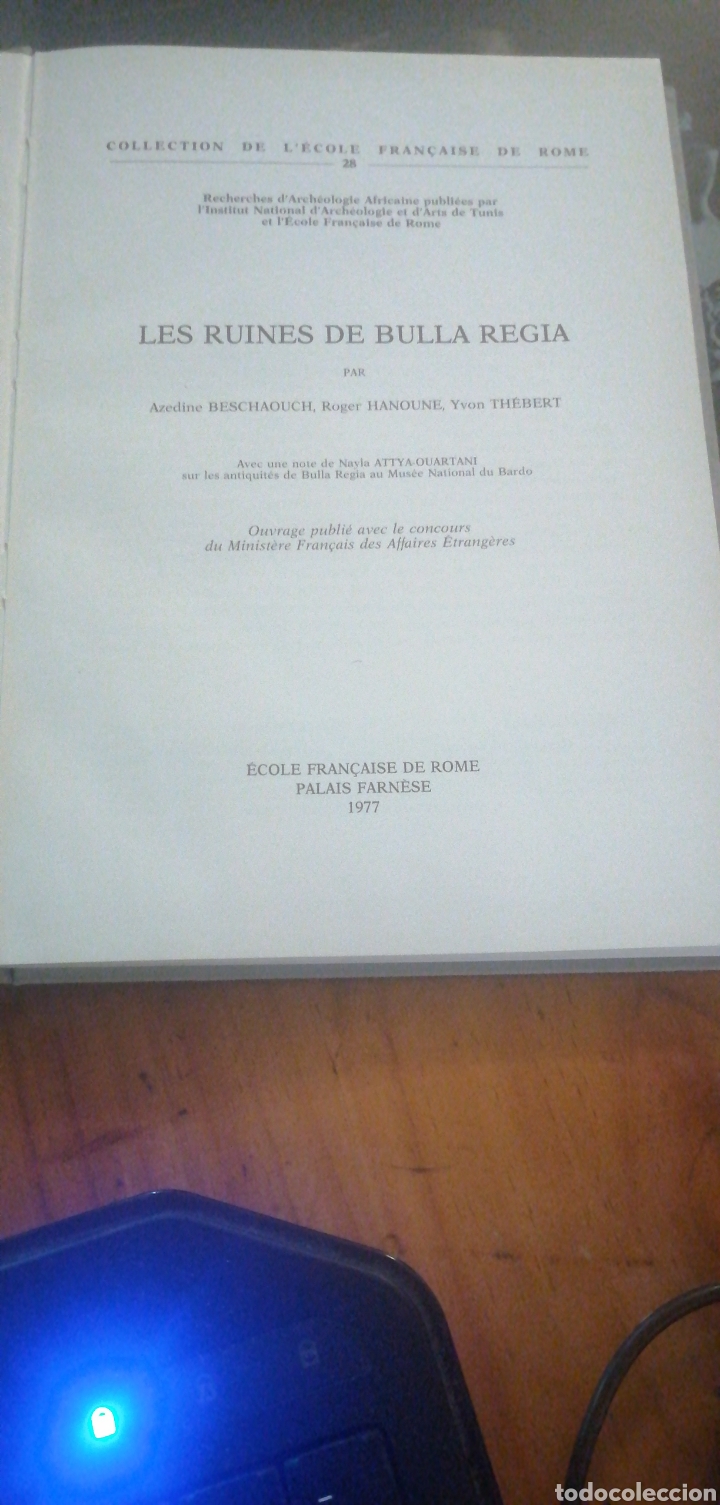 COLLECTION DE L'ÉCOLE FRANÇAISE DE ROME
28
Recherches d'Archéologie Africaine publiées par
l'Institut National d'Archéologie et d'Arts de Tunis
et l'École Française de Rome
LES RUINES DE BULLA REGIA
PAR
Azedine BESCHAOUCH, Roger HANOUNE, Yvon THÉBERT
Avec une note de Nayla ATTYA-OUARTANI
sur les antiquités de Bulla Regia au Musée National du Bardo
Ouvrage publié avec le concours
du Ministère Français des Affaires Étrangères
ÉCOLE FRANÇAISE DE ROME
PALAIS FARNÈSE
1977
todocoleccion